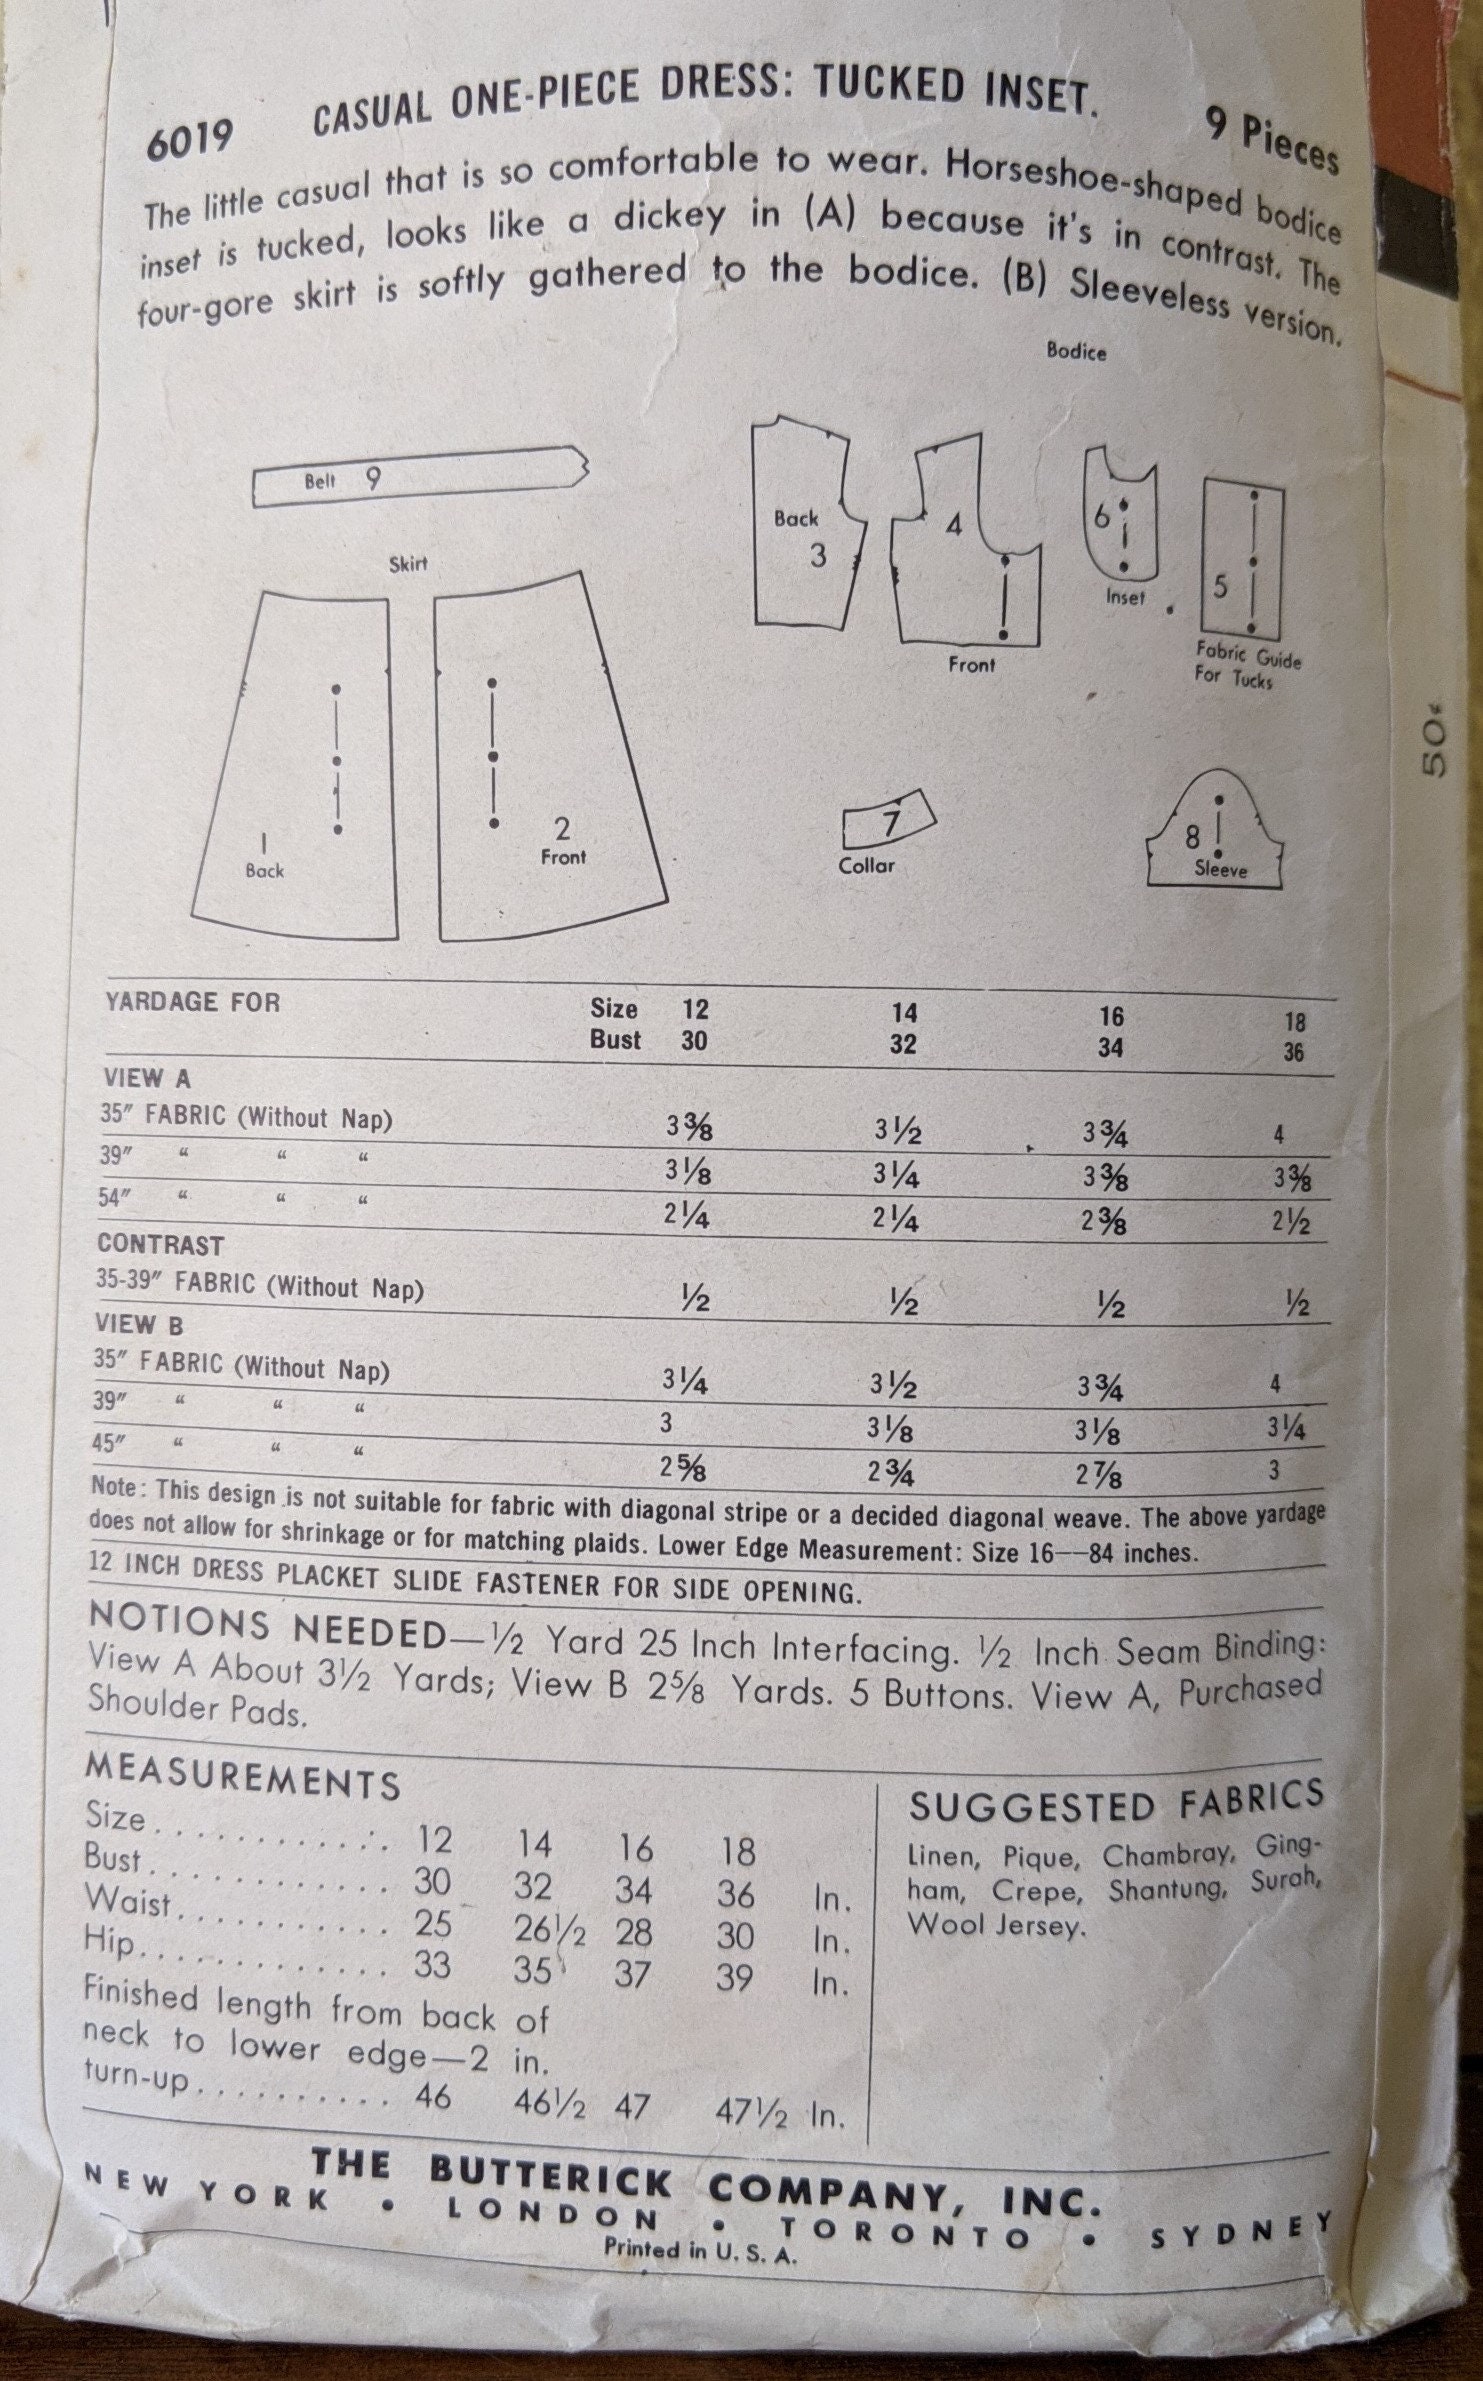 6019 CASUAL ONE-PIECE DRESS: TUCKED INSET. 9 Pieces
The little casual that is so comfortable to wear. Horseshoe-shaped bodice
inset is tucked, looks like a dickey in (A) because it's in contrast. The
four-gore skirt is softly gathered to the bodice. (B) Sleeveless version.
Bodice
Belt 9
Back
3
4
Front
6
Inset
5
Fabric Guide
For Tucks
Skirt
1
Back
2
Front
7
Collar
8
Sleeve
50¢
YARDAGE FOR Size 12 14 16 18
Bust 30 32 34 36
VIEW A
35" FABRIC (Without Nap) 3⅜ 3½ 3¾ 4
39" " " " 3⅛ 3¼ 3⅜ 3⅜
54" " " " 2¼ 2¼ 2⅜ 2½
CONTRAST
35-39" FABRIC (Without Nap) ½ ½ ½ ½
VIEW B
35" FABRIC (Without Nap) 3¼ 3½ 3¾ 4
39" " " " 3 3⅛ 3⅛ 3¼
45" " " " 2⅝ 2¾ 2⅞ 3
Note: This design is not suitable for fabric with diagonal stripe or a decided diagonal weave. The above yardage
does not allow for shrinkage or for matching plaids. Lower Edge Measurement: Size 16—84 inches.
12 INCH DRESS PLACKET SLIDE FASTENER FOR SIDE OPENING.
NOTIONS NEEDED—½ Yard 25 Inch Interfacing. ½ Inch Seam Binding:
View A About 3½ Yards; View B 2⅝ Yards. 5 Buttons. View A, Purchased
Shoulder Pads.
MEASUREMENTS
Size............ 12 14 16 18
Bust............ 30 32 34 36 In.
Waist........... 25 26½ 28 30 In.
Hip............. 33 35 37 39 In.
Finished length from back of
neck to lower edge—2 in.
turn-up.......... 46 46½ 47 47½ In.
SUGGESTED FABRICS
Linen, Pique, Chambray, Ging-
ham, Crepe, Shantung, Surah,
Wool Jersey.
THE BUTTERICK COMPANY, INC.
NEW YORK • LONDON • TORONTO • SYDNEY
Printed in U. S. A.